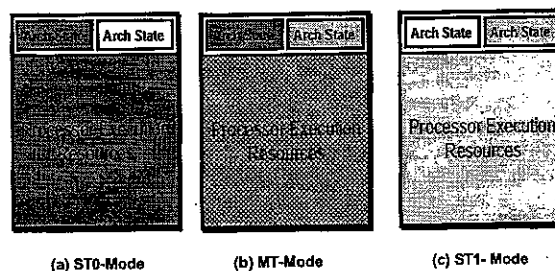 Arch State Arch State
Processor Execution
Resources
(a) ST0-Mode
Arch State Arch State
Processor Execution
Resources
(b) MT-Mode
Arch State Arch State
Processor Execution
Resources
(c) ST1- Mode